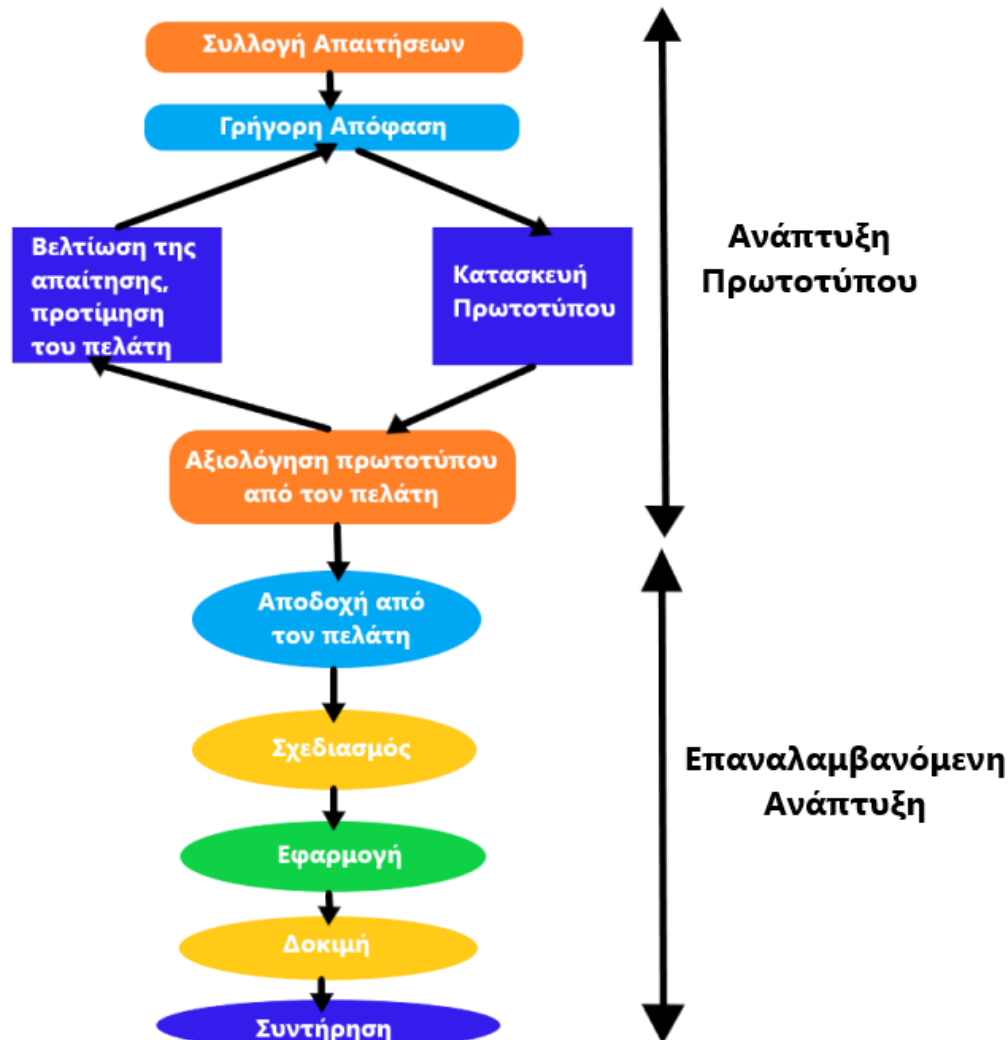 Συλλογή Απαιτήσεων
Γρήγορη Απόφαση
Βελτίωση της
απαίτησης,
προτίμηση
του πελάτη
Κατασκευή
Πρωτοτύπου
Ανάπτυξη
Πρωτοτύπου
Αξιολόγηση πρωτοτύπου
από τον πελάτη
Αποδοχή από
τον πελάτη
Σχεδιασμός
Επαναλαμβανόμενη
Ανάπτυξη
Εφαρμογή
Δοκιμή
Συντήρηση